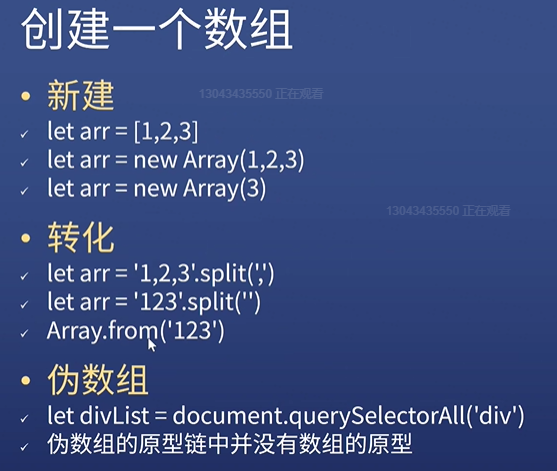 创建一个数组
• 新建
13043435550 正在观看
✓ let arr = [1,2,3]
✓ let arr = new Array(1,2,3)
✓ let arr = new Array(3)
13043435550 正在观看
• 转化
✓ let arr = '1,2,3'.split(',')
✓ let arr = '123'.split('')
✓ Array.from('123')
• 伪数组
✓ let divList = document.querySelectorAll('div')
✓ 伪数组的原型链中并没有数组的原型